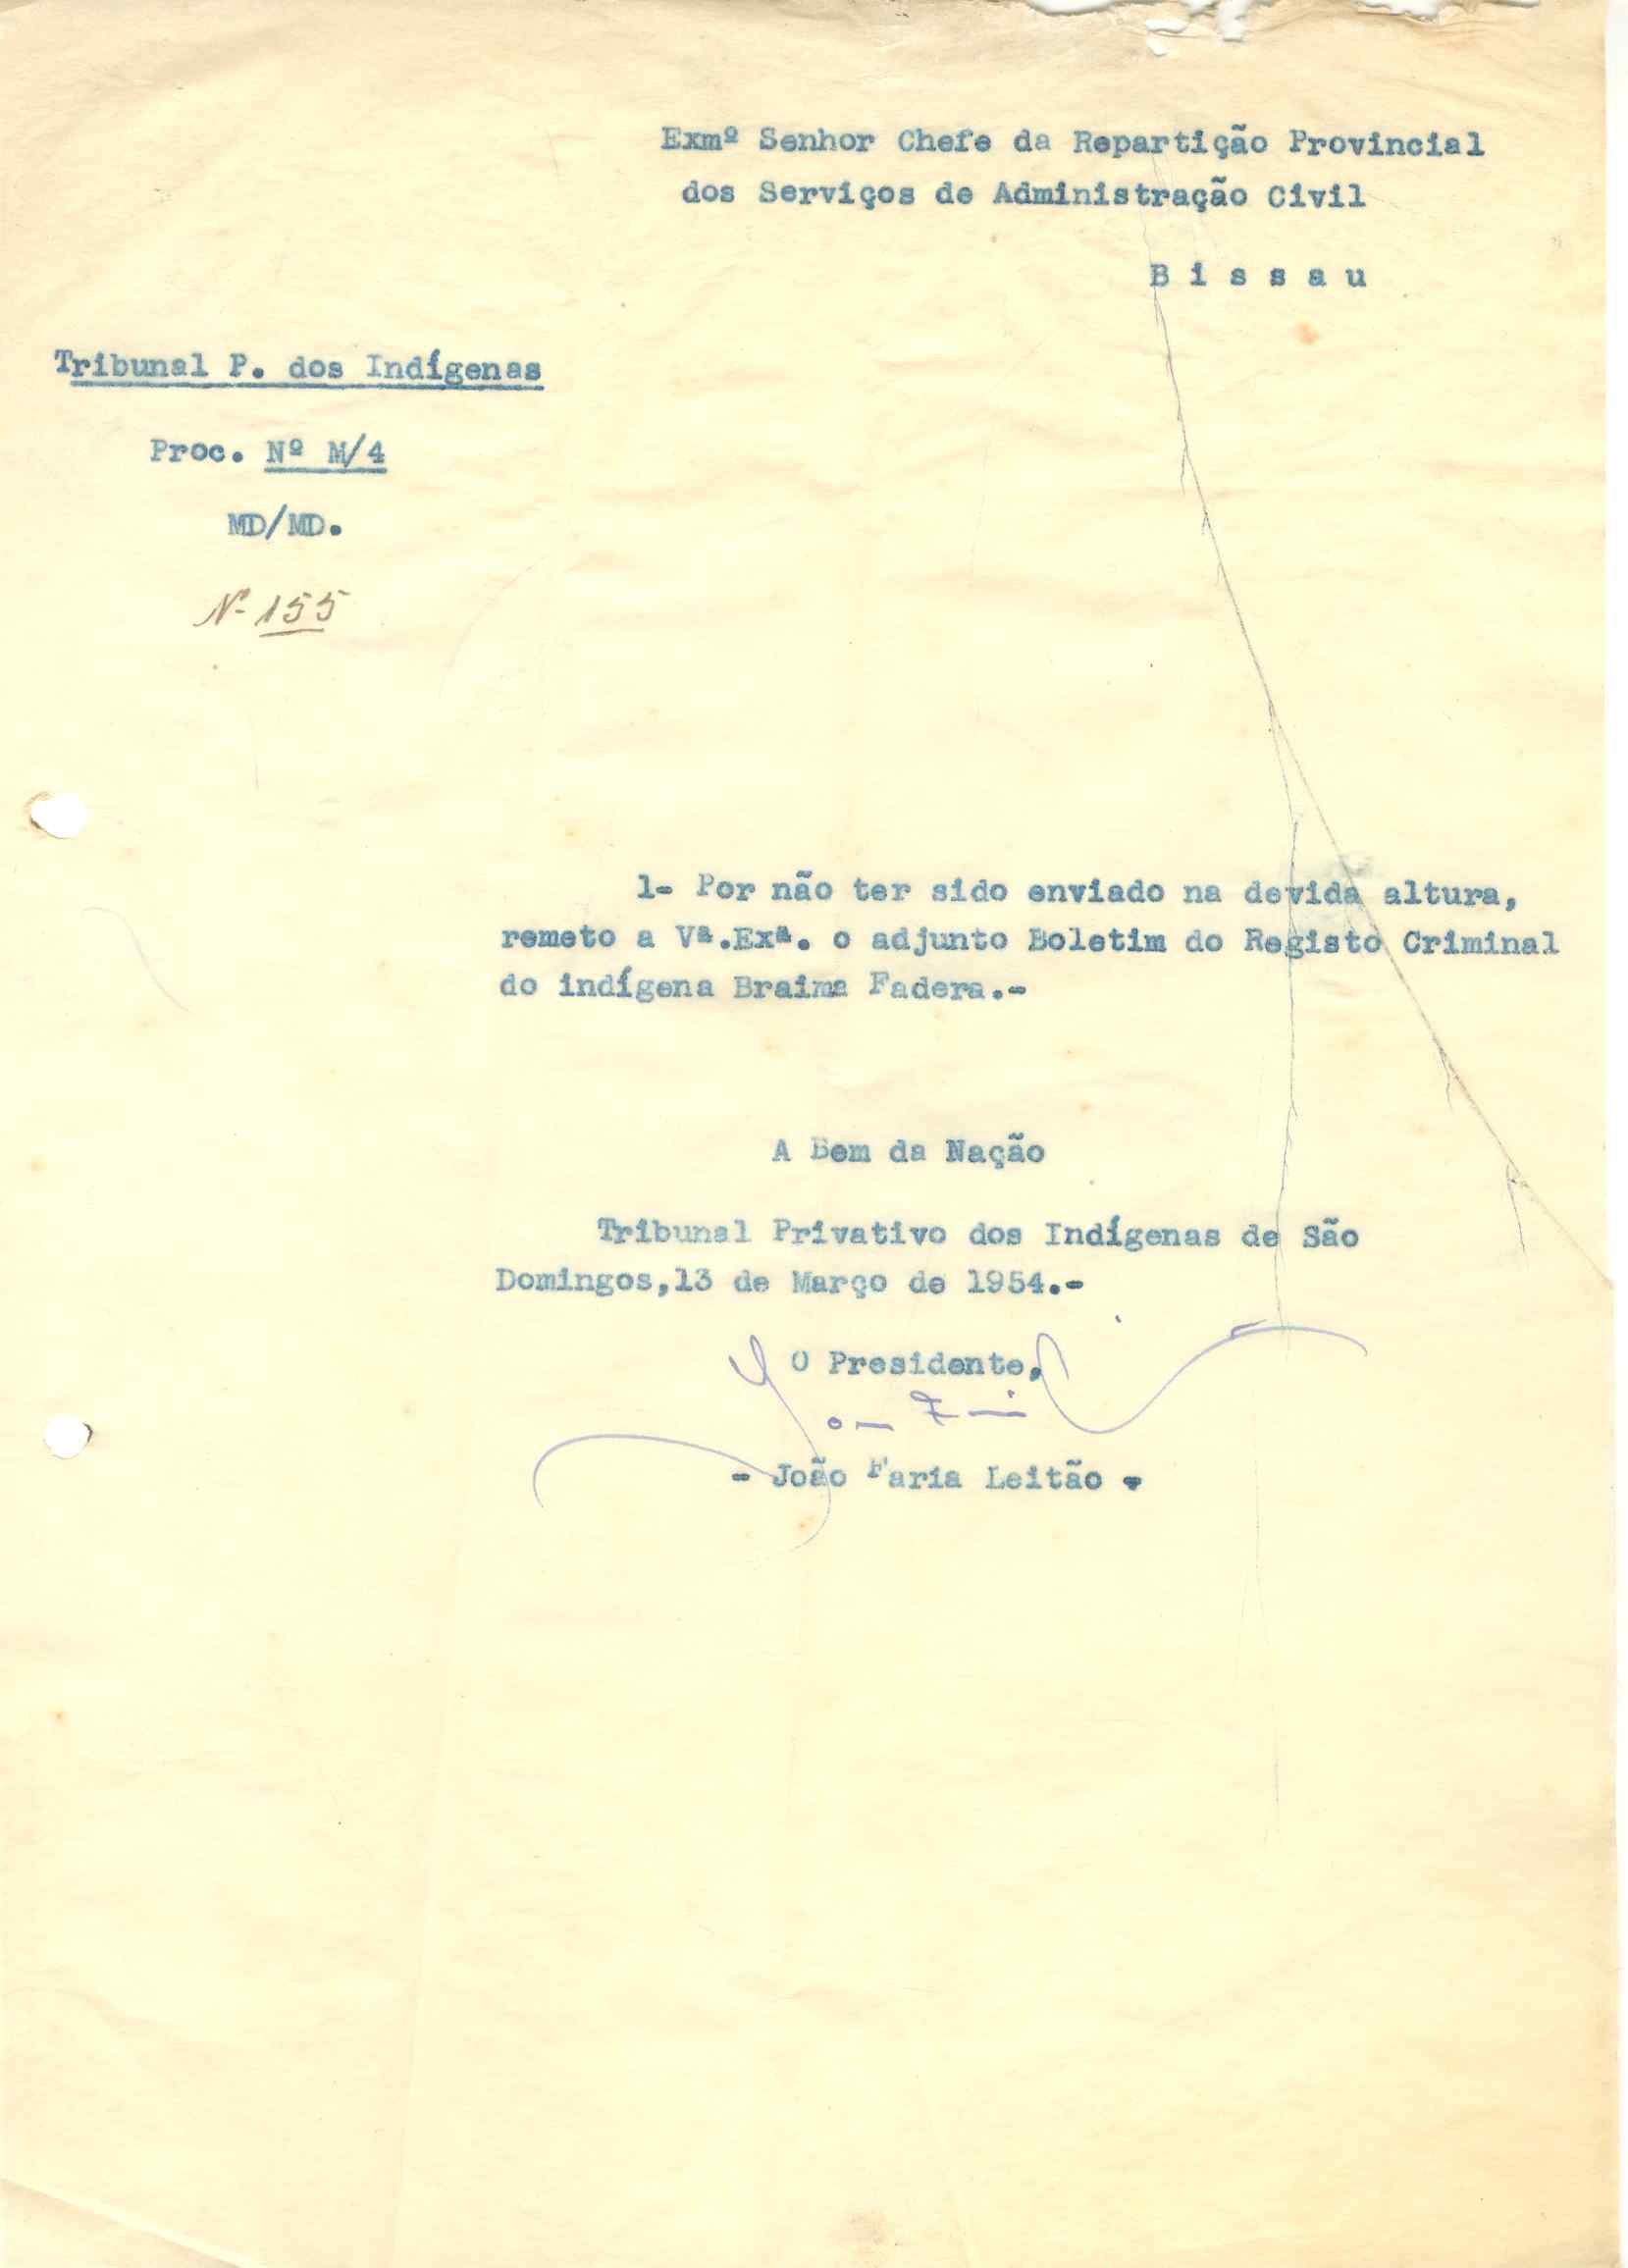 Exmº Senhor Chefe da Repartição Provincial
dos Serviços de Administração Civil
B i s s a u
Tribunal P. dos Indígenas
Proc. Nº M/4
MD/MD.
Nº 155
1- Por não ter sido enviado na devida altura,
remeto a Vª.Exª. o adjunto Boletim do Registo Criminal
do indígena Braima Fadera.-
A Bem da Nação
Tribunal Privativo dos Indígenas de São
Domingos,13 de Março de 1954.-
O Presidente,
- João Faria Leitão -